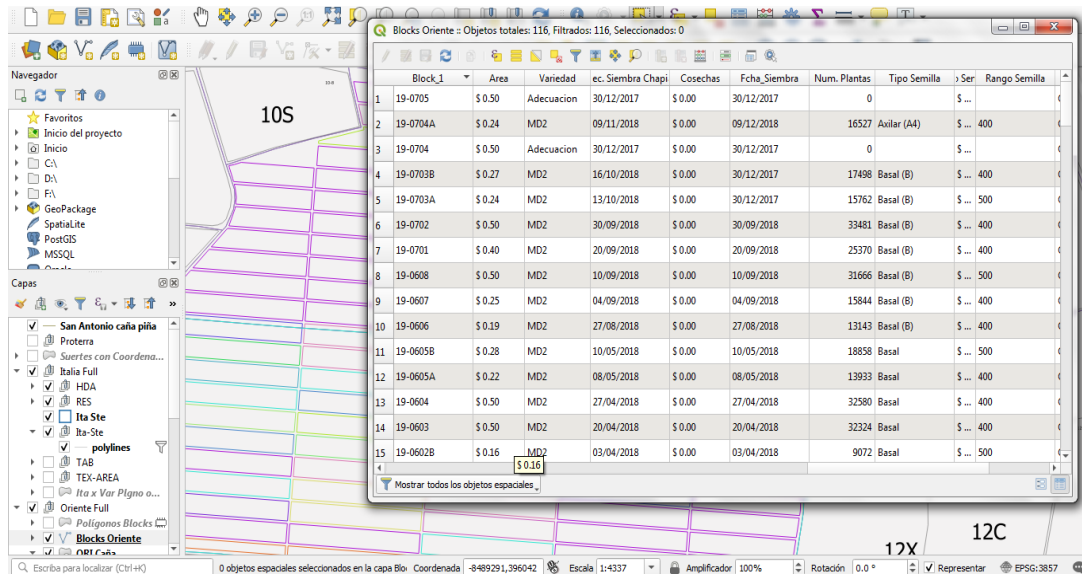 Blocks Oriente :: Objetos totales: 116, Filtrados: 116, Seleccionados: 0
Navegador
Favoritos
Inicio del proyecto
Inicio
C:\
D:\
F:\
GeoPackage
SpatiaLite
PostGIS
MSSQL
Capas
San Antonio caña piña
Proterra
Suertes con Coordena...
Italia Full
HDA
RES
Ita Ste
Ita-Ste
polylines
TAB
TEX-AREA
Ita x Var Plgno o...
Oriente Full
Polígonos Blocks
Blocks Oriente
ORI Caña
10S
12X
12C
Block_1 Area Variedad ec. Siembra Chapi Cosechas Fcha_Siembra Num. Plantas Tipo Semilla Ser Rango Semilla
1 19-0705 $ 0.50 Adecuacion 30/12/2017 $ 0.00 30/12/2017 0 $ ...
2 19-0704A $ 0.24 MD2 09/11/2018 $ 0.00 09/12/2018 16527 Axilar (A4) $ ... 400
3 19-0704 $ 0.50 Adecuacion 30/12/2017 $ 0.00 30/12/2017 0 $ ...
4 19-0703B $ 0.27 MD2 16/10/2018 $ 0.00 30/12/2017 17498 Basal (B) $ ... 400
5 19-0703A $ 0.24 MD2 13/10/2018 $ 0.00 30/12/2017 15762 Basal (B) $ ... 500
6 19-0702 $ 0.50 MD2 30/09/2018 $ 0.00 30/09/2018 33481 Basal (B) $ ... 400
7 19-0701 $ 0.40 MD2 20/09/2018 $ 0.00 20/09/2018 25370 Basal (B) $ ... 400
8 19-0608 $ 0.50 MD2 10/09/2018 $ 0.00 10/09/2018 31666 Basal (B) $ ... 500
9 19-0607 $ 0.25 MD2 04/09/2018 $ 0.00 04/09/2018 15844 Basal (B) $ ... 400
10 19-0606 $ 0.19 MD2 27/08/2018 $ 0.00 27/08/2018 13143 Basal (B) $ ... 400
11 19-0605B $ 0.28 MD2 10/05/2018 $ 0.00 10/05/2018 18858 Basal $ ... 500
12 19-0605A $ 0.22 MD2 08/05/2018 $ 0.00 08/05/2018 13933 Basal $ ... 400
13 19-0604 $ 0.50 MD2 27/04/2018 $ 0.00 27/04/2018 32580 Basal $ ... 400
14 19-0603 $ 0.50 MD2 20/04/2018 $ 0.00 20/04/2018 32324 Basal $ ... 400
15 19-0602B $ 0.16 MD2 03/04/2018 $ 0.00 03/04/2018 9072 Basal $ ... 500
$ 0.16
Mostrar todos los objetos espaciales
Escriba para localizar (Ctrl+K) 0 objetos espaciales seleccionados en la capa Blo Coordenada -8489291,396042 Escala 1:4337 Amplificador 100% Rotación 0.0 ° Representar EPSG:3857